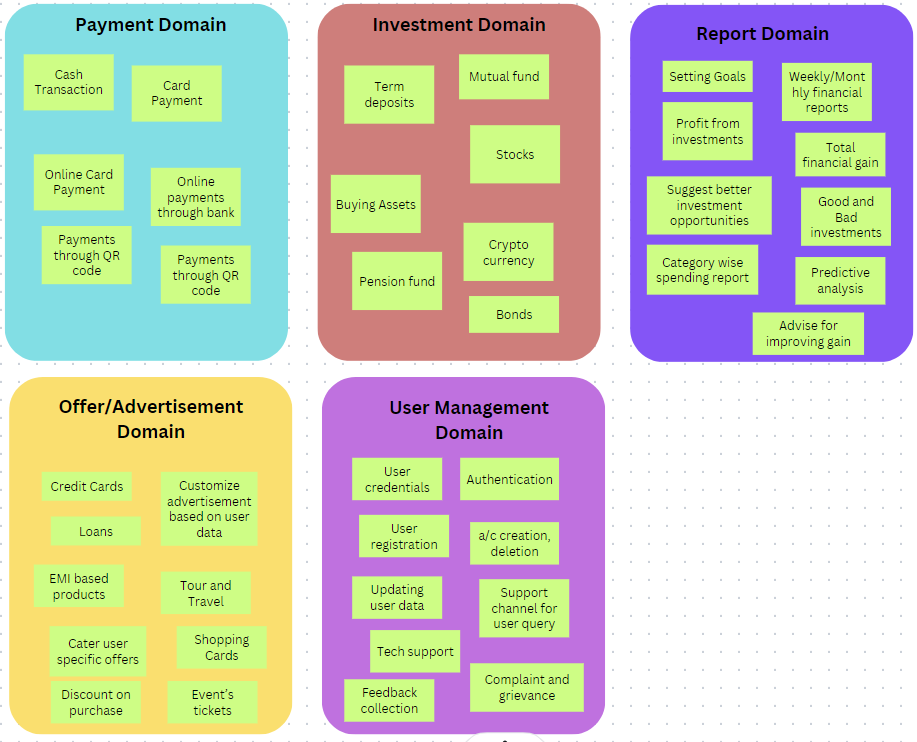 Payment Domain
Cash
Transaction
Card
Payment
Online Card
Payment
Online
payments
through bank
Payments
through QR
code
Payments
through QR
code
Investment Domain
Term
deposits
Mutual fund
Stocks
Buying Assets
Crypto
currency
Pension fund
Bonds
Report Domain
Setting Goals
Weekly/Mont
hly financial
reports
Profit from
investments
Total
financial gain
Suggest better
investment
opportunities
Good and
Bad
investments
Category wise
spending report
Predictive
analysis
Advise for
improving gain
Offer/Advertisement
Domain
Credit Cards
Customize
advertisement
based on user
data
Loans
EMI based
products
Tour and
Travel
Cater user
specific offers
Shopping
Cards
Discount on
purchase
Event's
tickets
User Management
Domain
User
credentials
Authentication
User
registration
a/c creation,
deletion
Updating
user data
Support
channel for
user query
Tech support
Complaint and
grievance
Feedback
collection